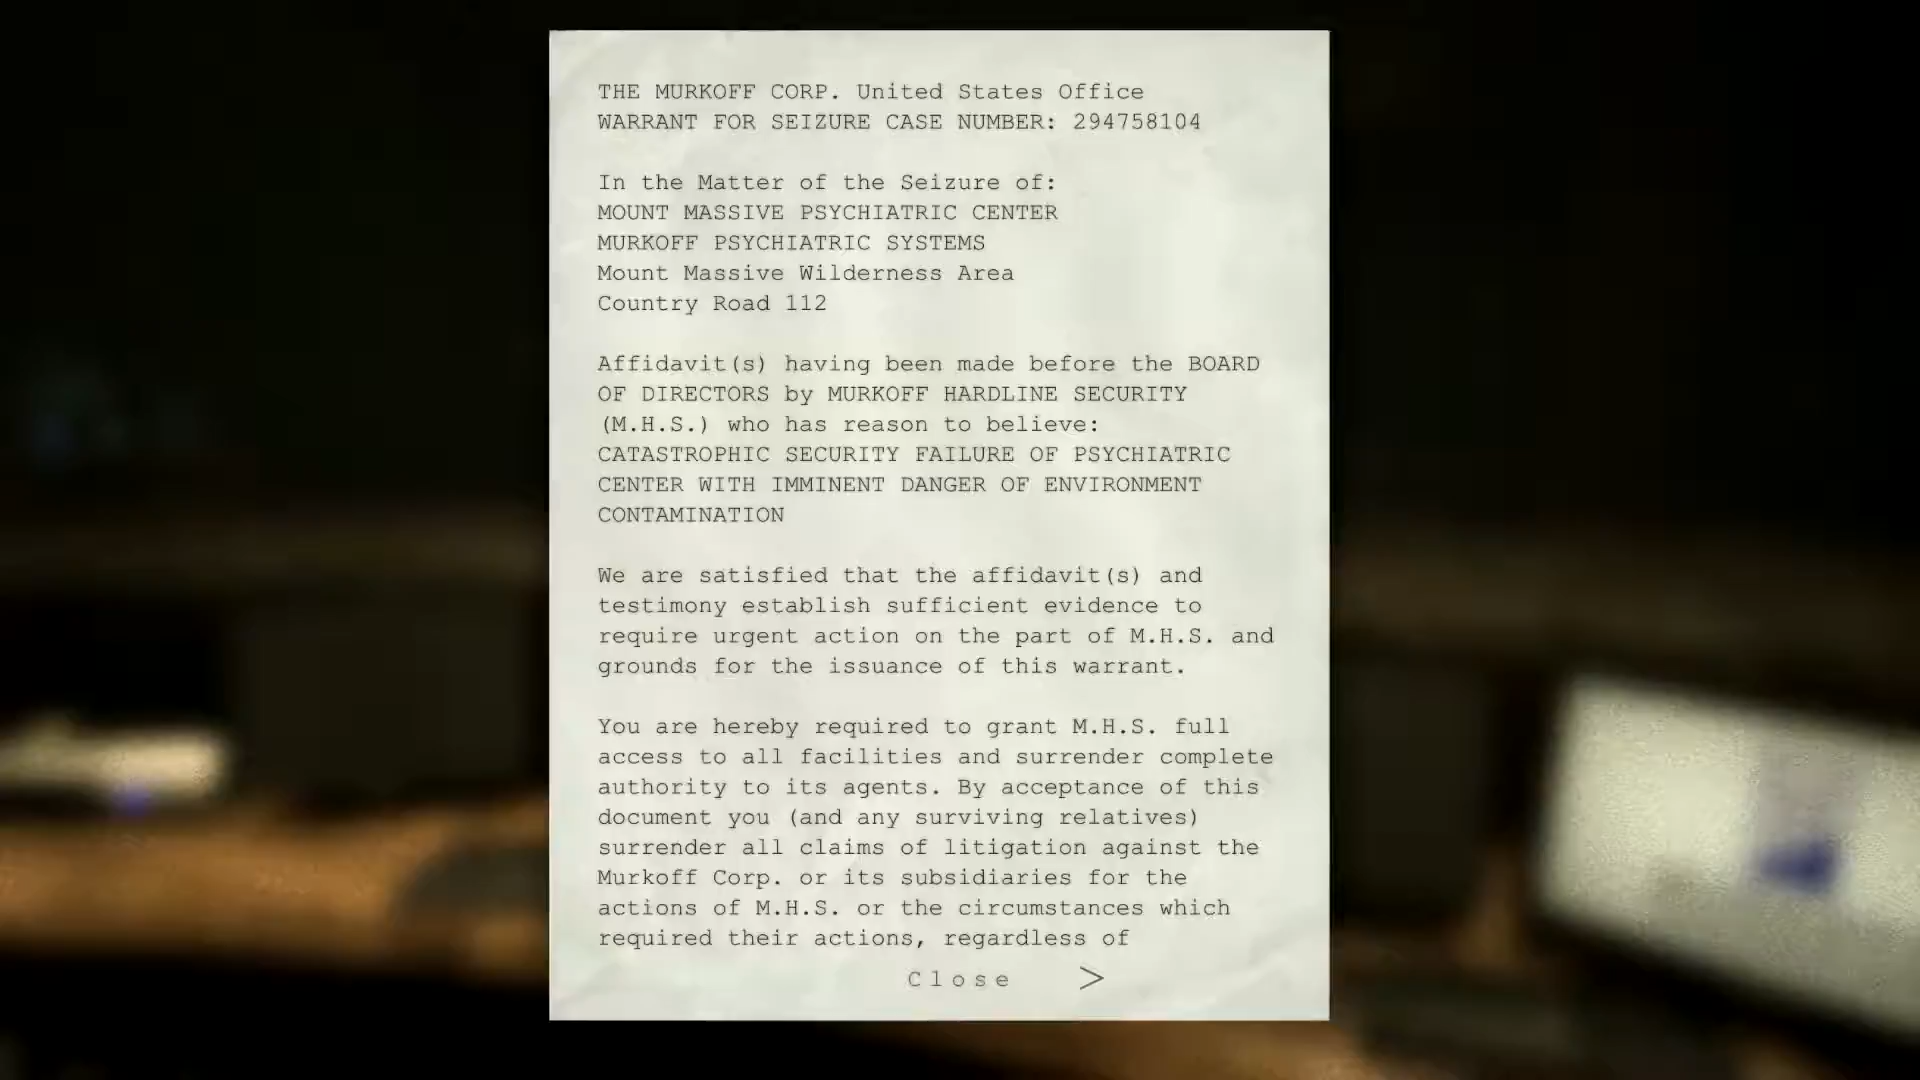 THE MURKOFF CORP. United States Office
WARRANT FOR SEIZURE CASE NUMBER: 294758104
In the Matter of the Seizure of:
MOUNT MASSIVE PSYCHIATRIC CENTER
MURKOFF PSYCHIATRIC SYSTEMS
Mount Massive Wilderness Area
Country Road 112
Affidavit(s) having been made before the BOARD
OF DIRECTORS by MURKOFF HARDLINE SECURITY
(M.H.S.) who has reason to believe:
CATASTROPHIC SECURITY FAILURE OF PSYCHIATRIC
CENTER WITH IMMINENT DANGER OF ENVIRONMENT
CONTAMINATION
We are satisfied that the affidavit(s) and
testimony establish sufficient evidence to
require urgent action on the part of M.H.S. and
grounds for the issuance of this warrant.
You are hereby required to grant M.H.S. full
access to all facilities and surrender complete
authority to its agents. By acceptance of this
document you (and any surviving relatives)
surrender all claims of litigation against the
Murkoff Corp. or its subsidiaries for the
actions of M.H.S. or the circumstances which
required their actions, regardless of
Close >